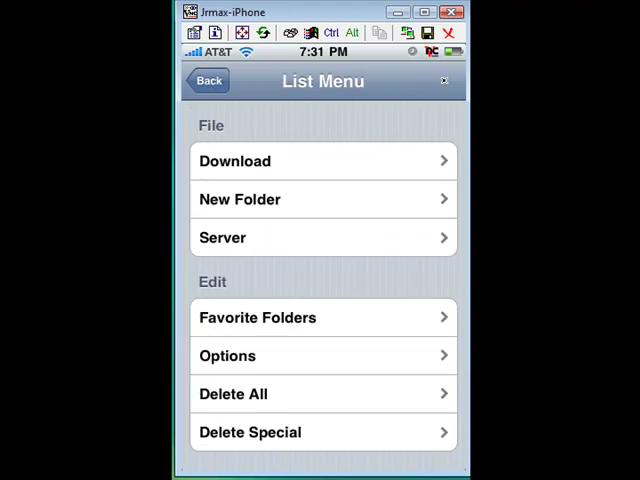 Jrmax-iPhone
Ctrl Alt
AT&T 7:31 PM
Back List Menu
File
Download
New Folder
Server
Edit
Favorite Folders
Options
Delete All
Delete Special